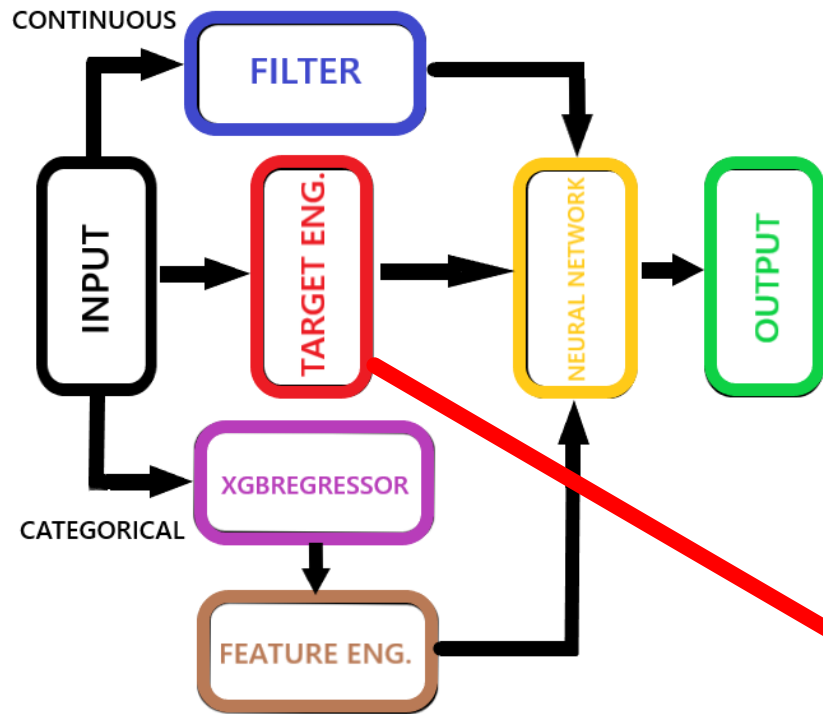 CONTINUOUS
FILTER
INPUT
TARGET ENG.
NEURAL NETWORK
OUTPUT
XGBREGRESSOR
CATEGORICAL
FEATURE ENG.